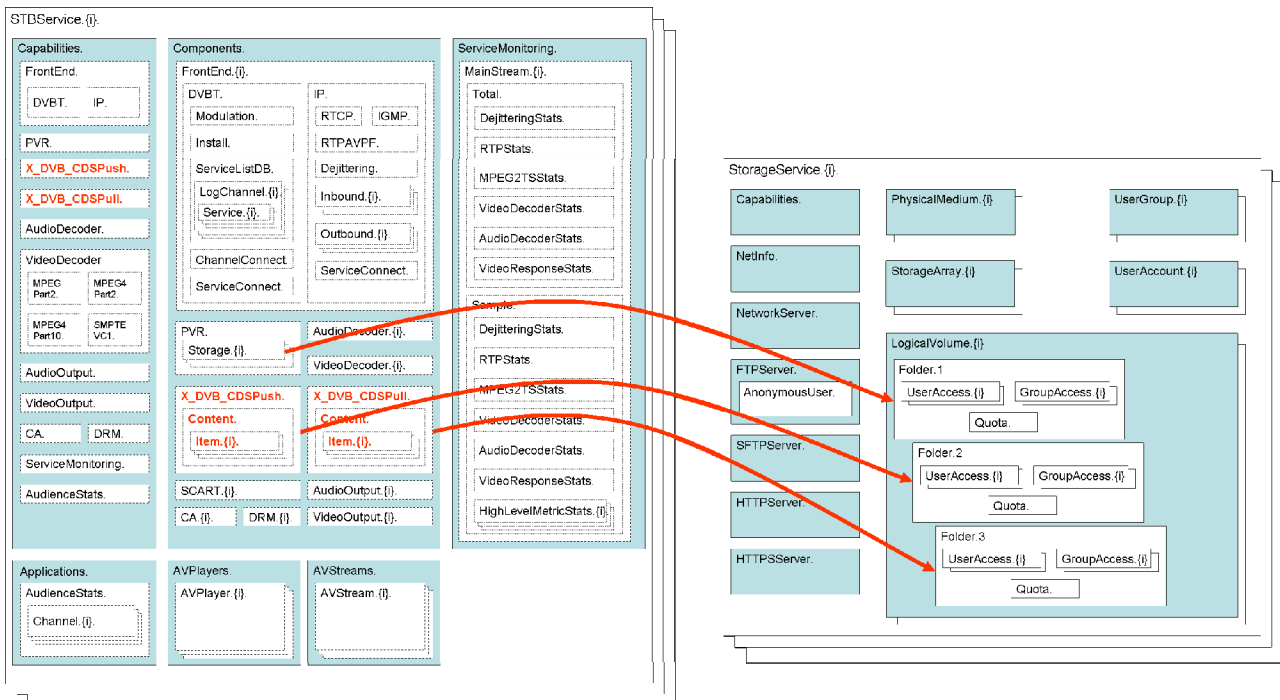 STBService.{i}.
Capabilities.
FrontEnd.
DVBT.
IP.
PVR.
X_DVB_CDSPush.
X_DVB_CDSPull.
AudioDecoder.
VideoDecoder
MPEG
Part2.
MPEG4
Part2.
MPEG4
Part10.
SMPTE
VC1.
AudioOutput.
VideoOutput.
CA.
DRM.
ServiceMonitoring.
AudienceStats.
Components.
FrontEnd.{i}.
DVBT.
Modulation.
Install.
ServiceListDB.
LogChannel.{i}
Service.{i}.
ChannelConnect.
ServiceConnect.
IP.
RTCP.
IGMP.
RTPAVPF.
Dejittering.
Inbound.{i}.
Outbound.{i}.
ServiceConnect.
PVR.
Storage.{i}.
AudioDecoder.{i}.
VideoDecoder.{i}.
X_DVB_CDSPush.
Content.
Item.{i}.
X_DVB_CDSPull.
Content.
Item.{i}.
SCART.{i}.
AudioOutput.{i}.
CA.{i}.
DRM.{i}.
VideoOutput.{i}.
ServiceMonitoring.
MainStream.{i}.
Total.
DejitteringStats.
RTPStats.
MPEG2TSStats.
VideoDecoderStats.
AudioDecoderStats.
VideoResponseStats.
Sample.
DejitteringStats.
RTPStats.
MPEG2TSStats.
VideoDecoderStats.
AudioDecoderStats.
VideoResponseStats.
HighLevelMetricStats.{i}.
Applications.
AudienceStats.
Channel.{i}.
AVPlayers.
AVPlayer.{i}.
AVStreams.
AVStream.{i}.
StorageService.{i}.
Capabilities.
NetInfo.
NetworkServer.
FTPServer.
AnonymousUser.
SFTPServer.
HTTPServer.
HTTPSServer.
PhysicalMedium.{i}
UserGroup.{i}
StorageArray.{i}
UserAccount.{i}
LogicalVolume.{i}
Folder.1
UserAccess.{i}
GroupAccess.{i}
Quota.
Folder.2
UserAccess.{i}
GroupAccess.{i}
Quota.
Folder.3
UserAccess.{i}
GroupAccess.{i}
Quota.